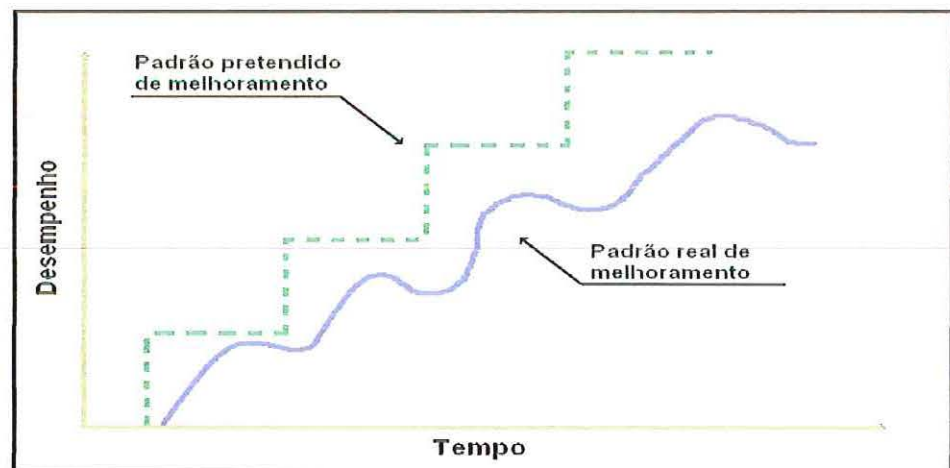 Padrão pretendido
de melhoramento
Desempenho
Padrão real de
melhoramento
Tempo